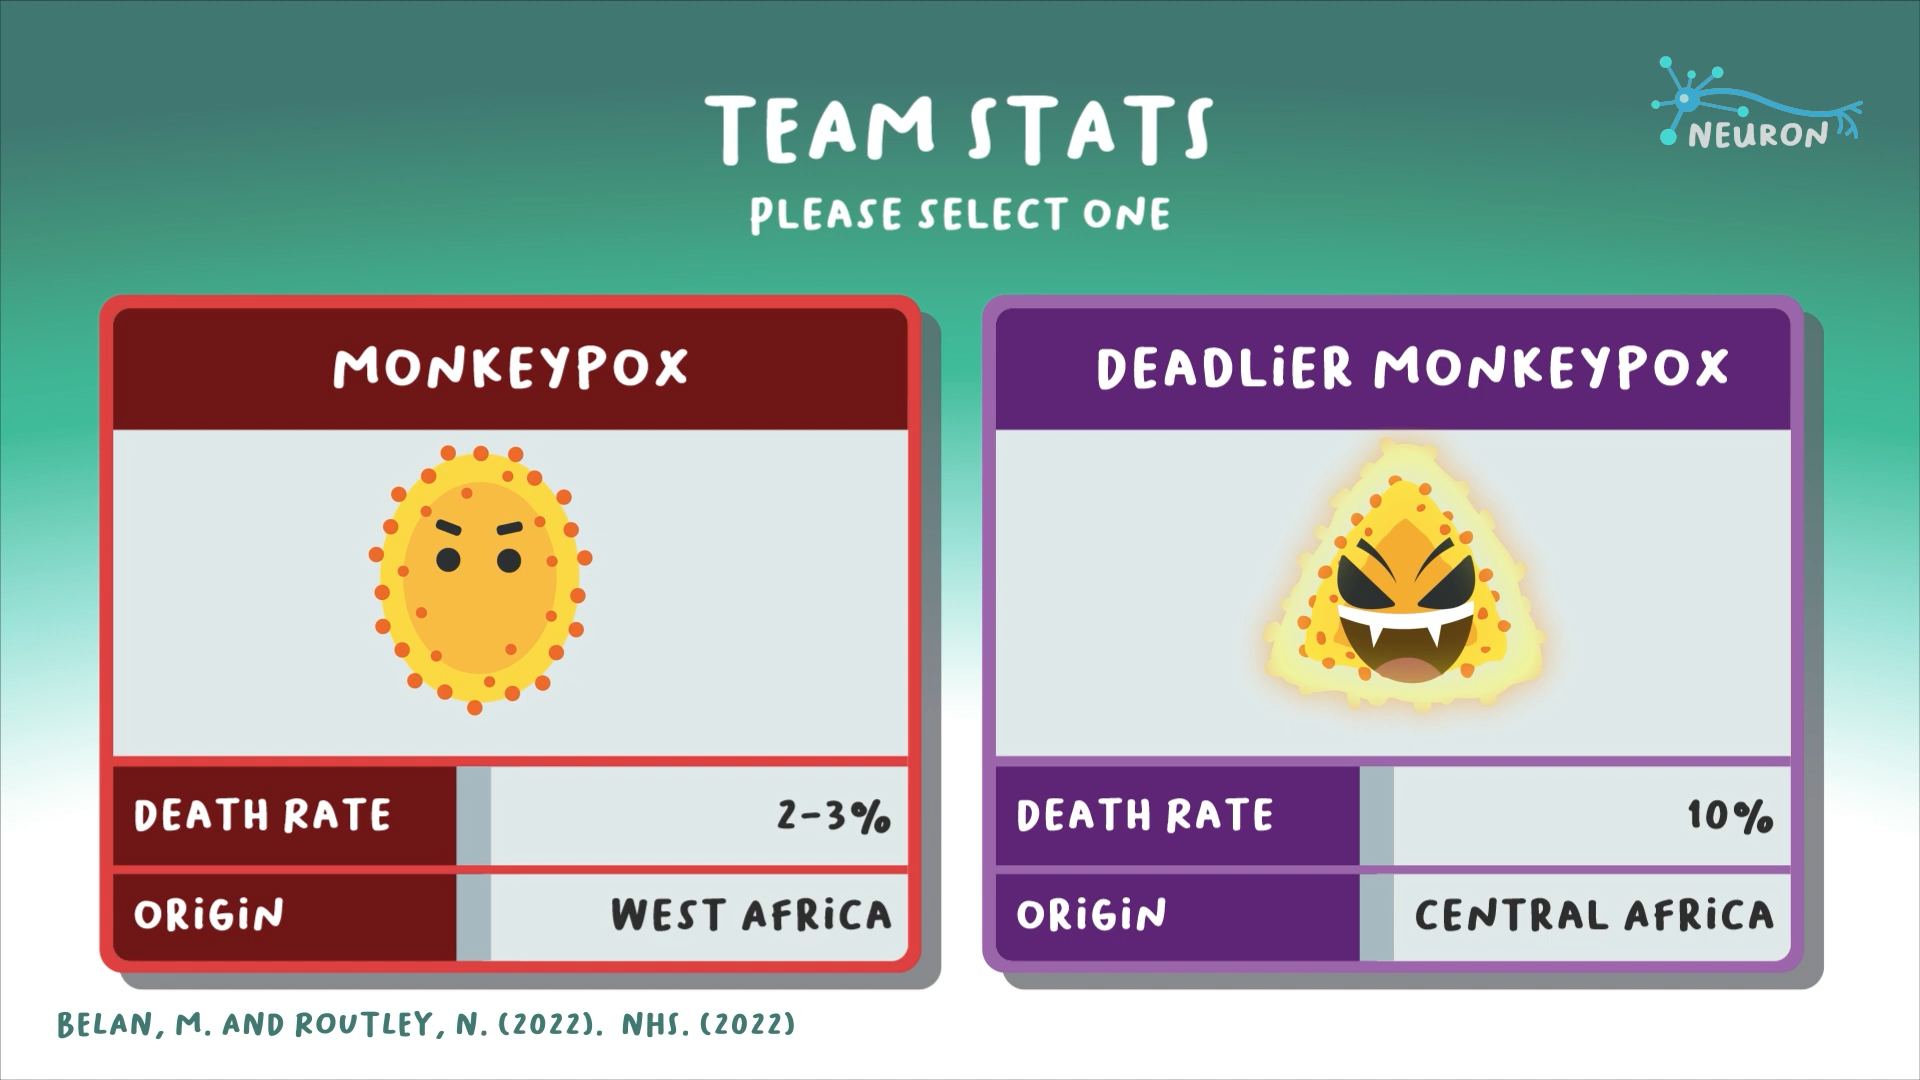 TEAM STATS
PLEASE SELECT ONE
NEURON
MONKEYPOX
DEATH RATE 2-3%
ORIGIN WEST AFRICA
DEADLIER MONKEYPOX
DEATH RATE 10%
ORIGIN CENTRAL AFRICA
BELAN, M. AND ROUTLEY, N. (2022). NHS. (2022)